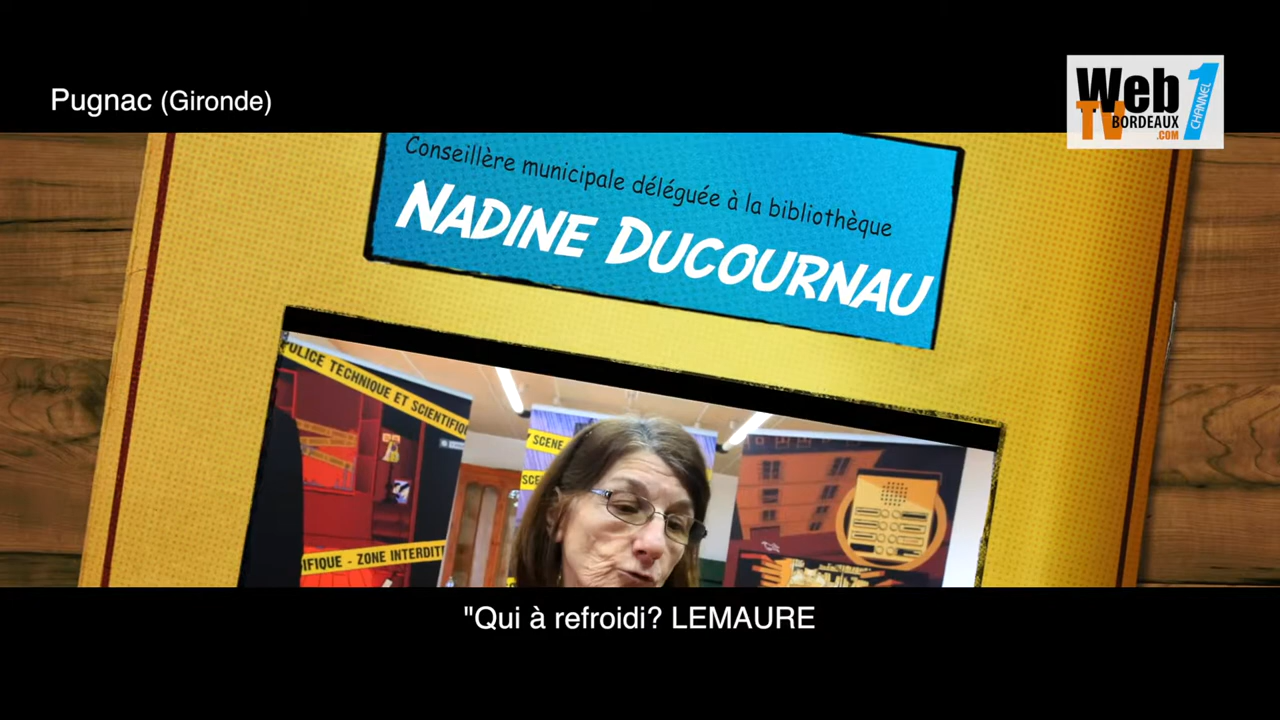 Pugnac (Gironde)
Web
TV BORDEAUX
.COM
1 CHANNEL
Conseillère municipale déléguée à la bibliothèque
NADINE DUCOURNAU
POLICE TECHNIQUE ET SCIENTIFIQ
SCENE
SCE
IFIQUE - ZONE INTERDITE
"Qui à refroidi? LEMAURE